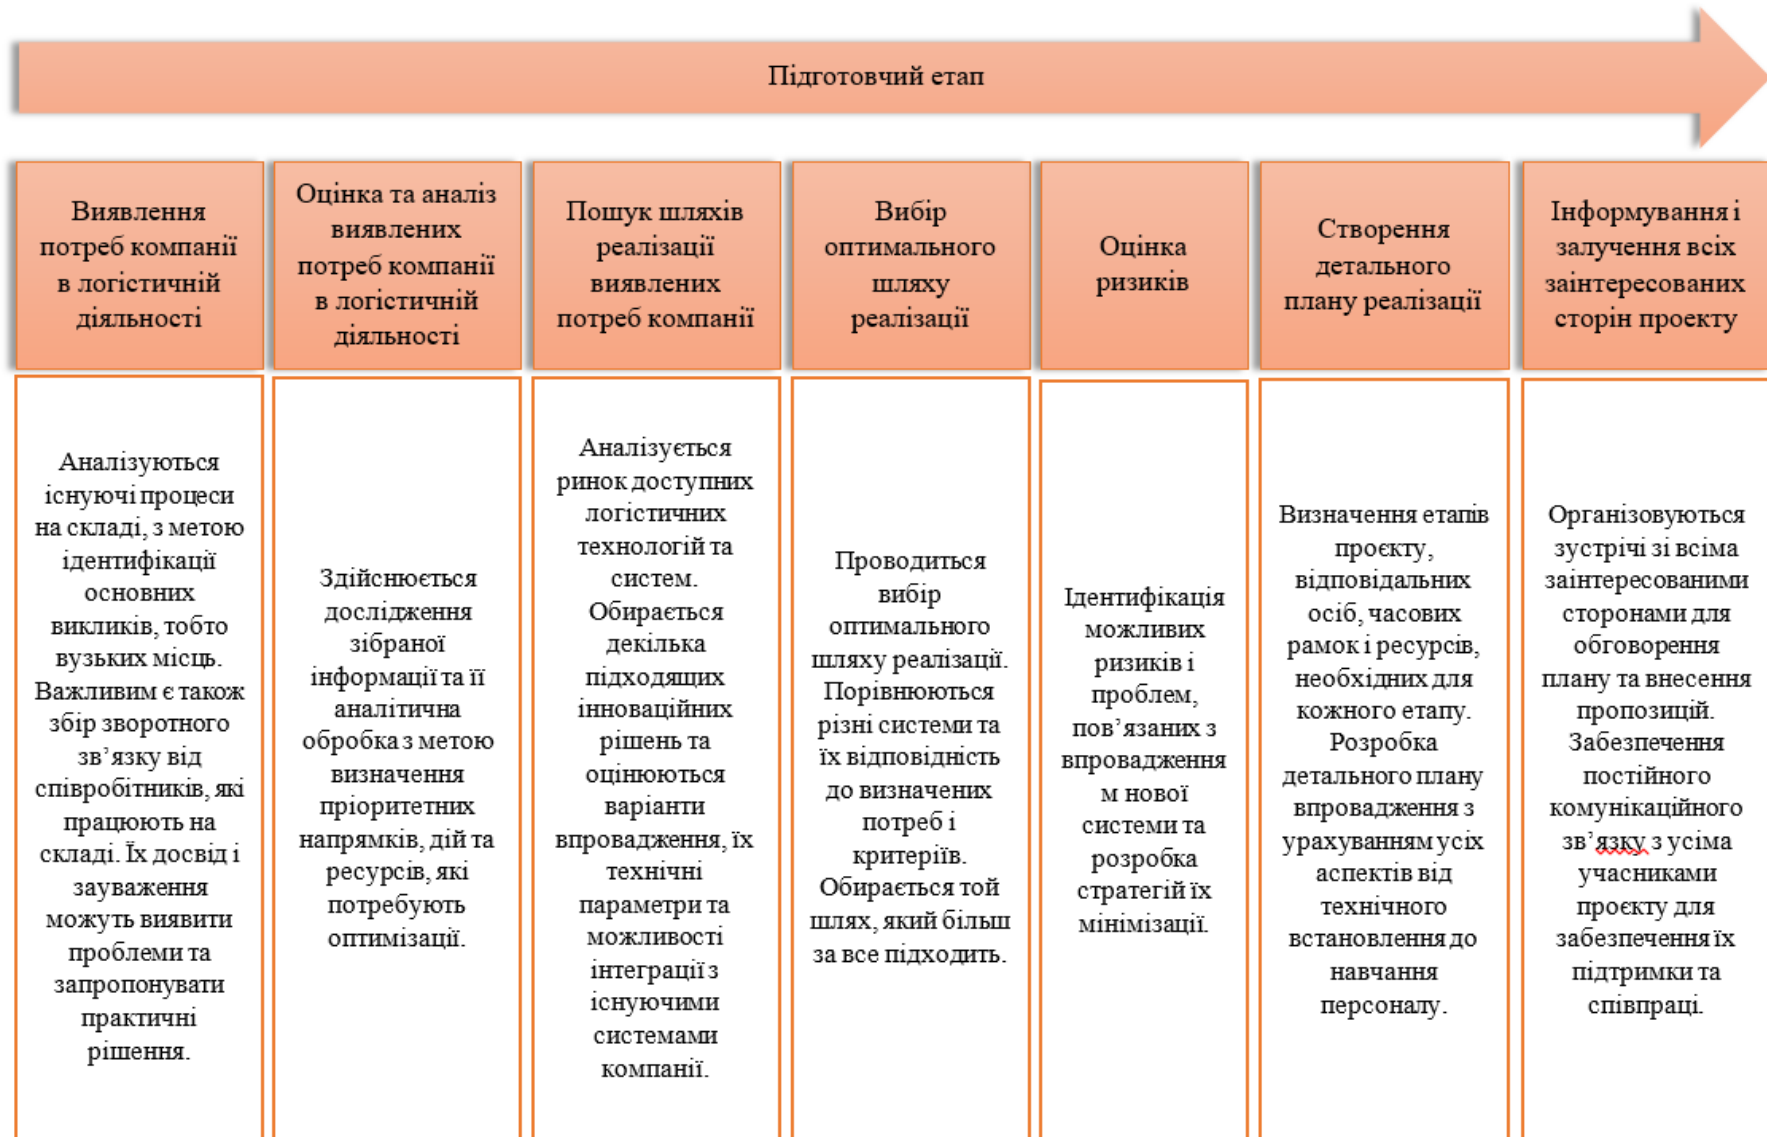 Підготовчий етап
Виявлення
потреб компанії
в логістичній
діяльності
Оцінка та аналіз
виявлених
потреб компанії
в логістичній
діяльності
Пошук шляхів
реалізації
виявлених
потреб компанії
Вибір
оптимального
шляху
реалізації
Оцінка
ризиків
Створення
детального
плану реалізації
Інформування і
залучення всіх
заінтересованих
сторін проекту
Аналізуються
існуючі процеси
на складі, з метою
ідентифікації
основних
викликів, тобто
вузьких місць.
Важливим є також
збір зворотного
зв’язку від
співробітників, які
працюють на
складі. Їх досвід і
зауваження
можуть виявити
проблеми та
запропонувати
практичні
рішення.
Здійснюється
дослідження
зібраної
інформації та її
аналітична
обробка з метою
визначення
пріоритетних
напрямків, дій та
ресурсів, які
потребують
оптимізації.
Аналізується
ринок доступних
логістичних
технологій та
систем.
Обирається
декілька
підходящих
інноваційних
рішень та
оцінюються
варіанти
впровадження, їх
технічні
параметри та
можливості
інтеграції з
існуючими
системами
компанії.
Проводиться
вибір
оптимального
шляху реалізації.
Порівнюються
різні системи та
їх відповідність
до визначених
потреб і
критеріїв.
Обирається той
шлях, який більш
за все підходить.
Ідентифікація
можливих
ризиків і
проблем,
пов’язаних з
впровадження
м нової
системи та
розробка
стратегій їх
мінімізації.
Визначення етапів
проєкту,
відповідальних
осіб, часових
рамок і ресурсів,
необхідних для
кожного етапу.
Розробка
детального плану
впровадження з
урахуванням усіх
аспектів від
технічного
встановлення до
навчання
персоналу.
Організовуються
зустрічі зі всіма
заінтересованими
сторонами для
обговорення
плану та внесення
пропозицій.
Забезпечення
постійного
комунікаційного
зв’язку з усіма
учасниками
проєкту для
забезпечення їх
підтримки та
співпраці.